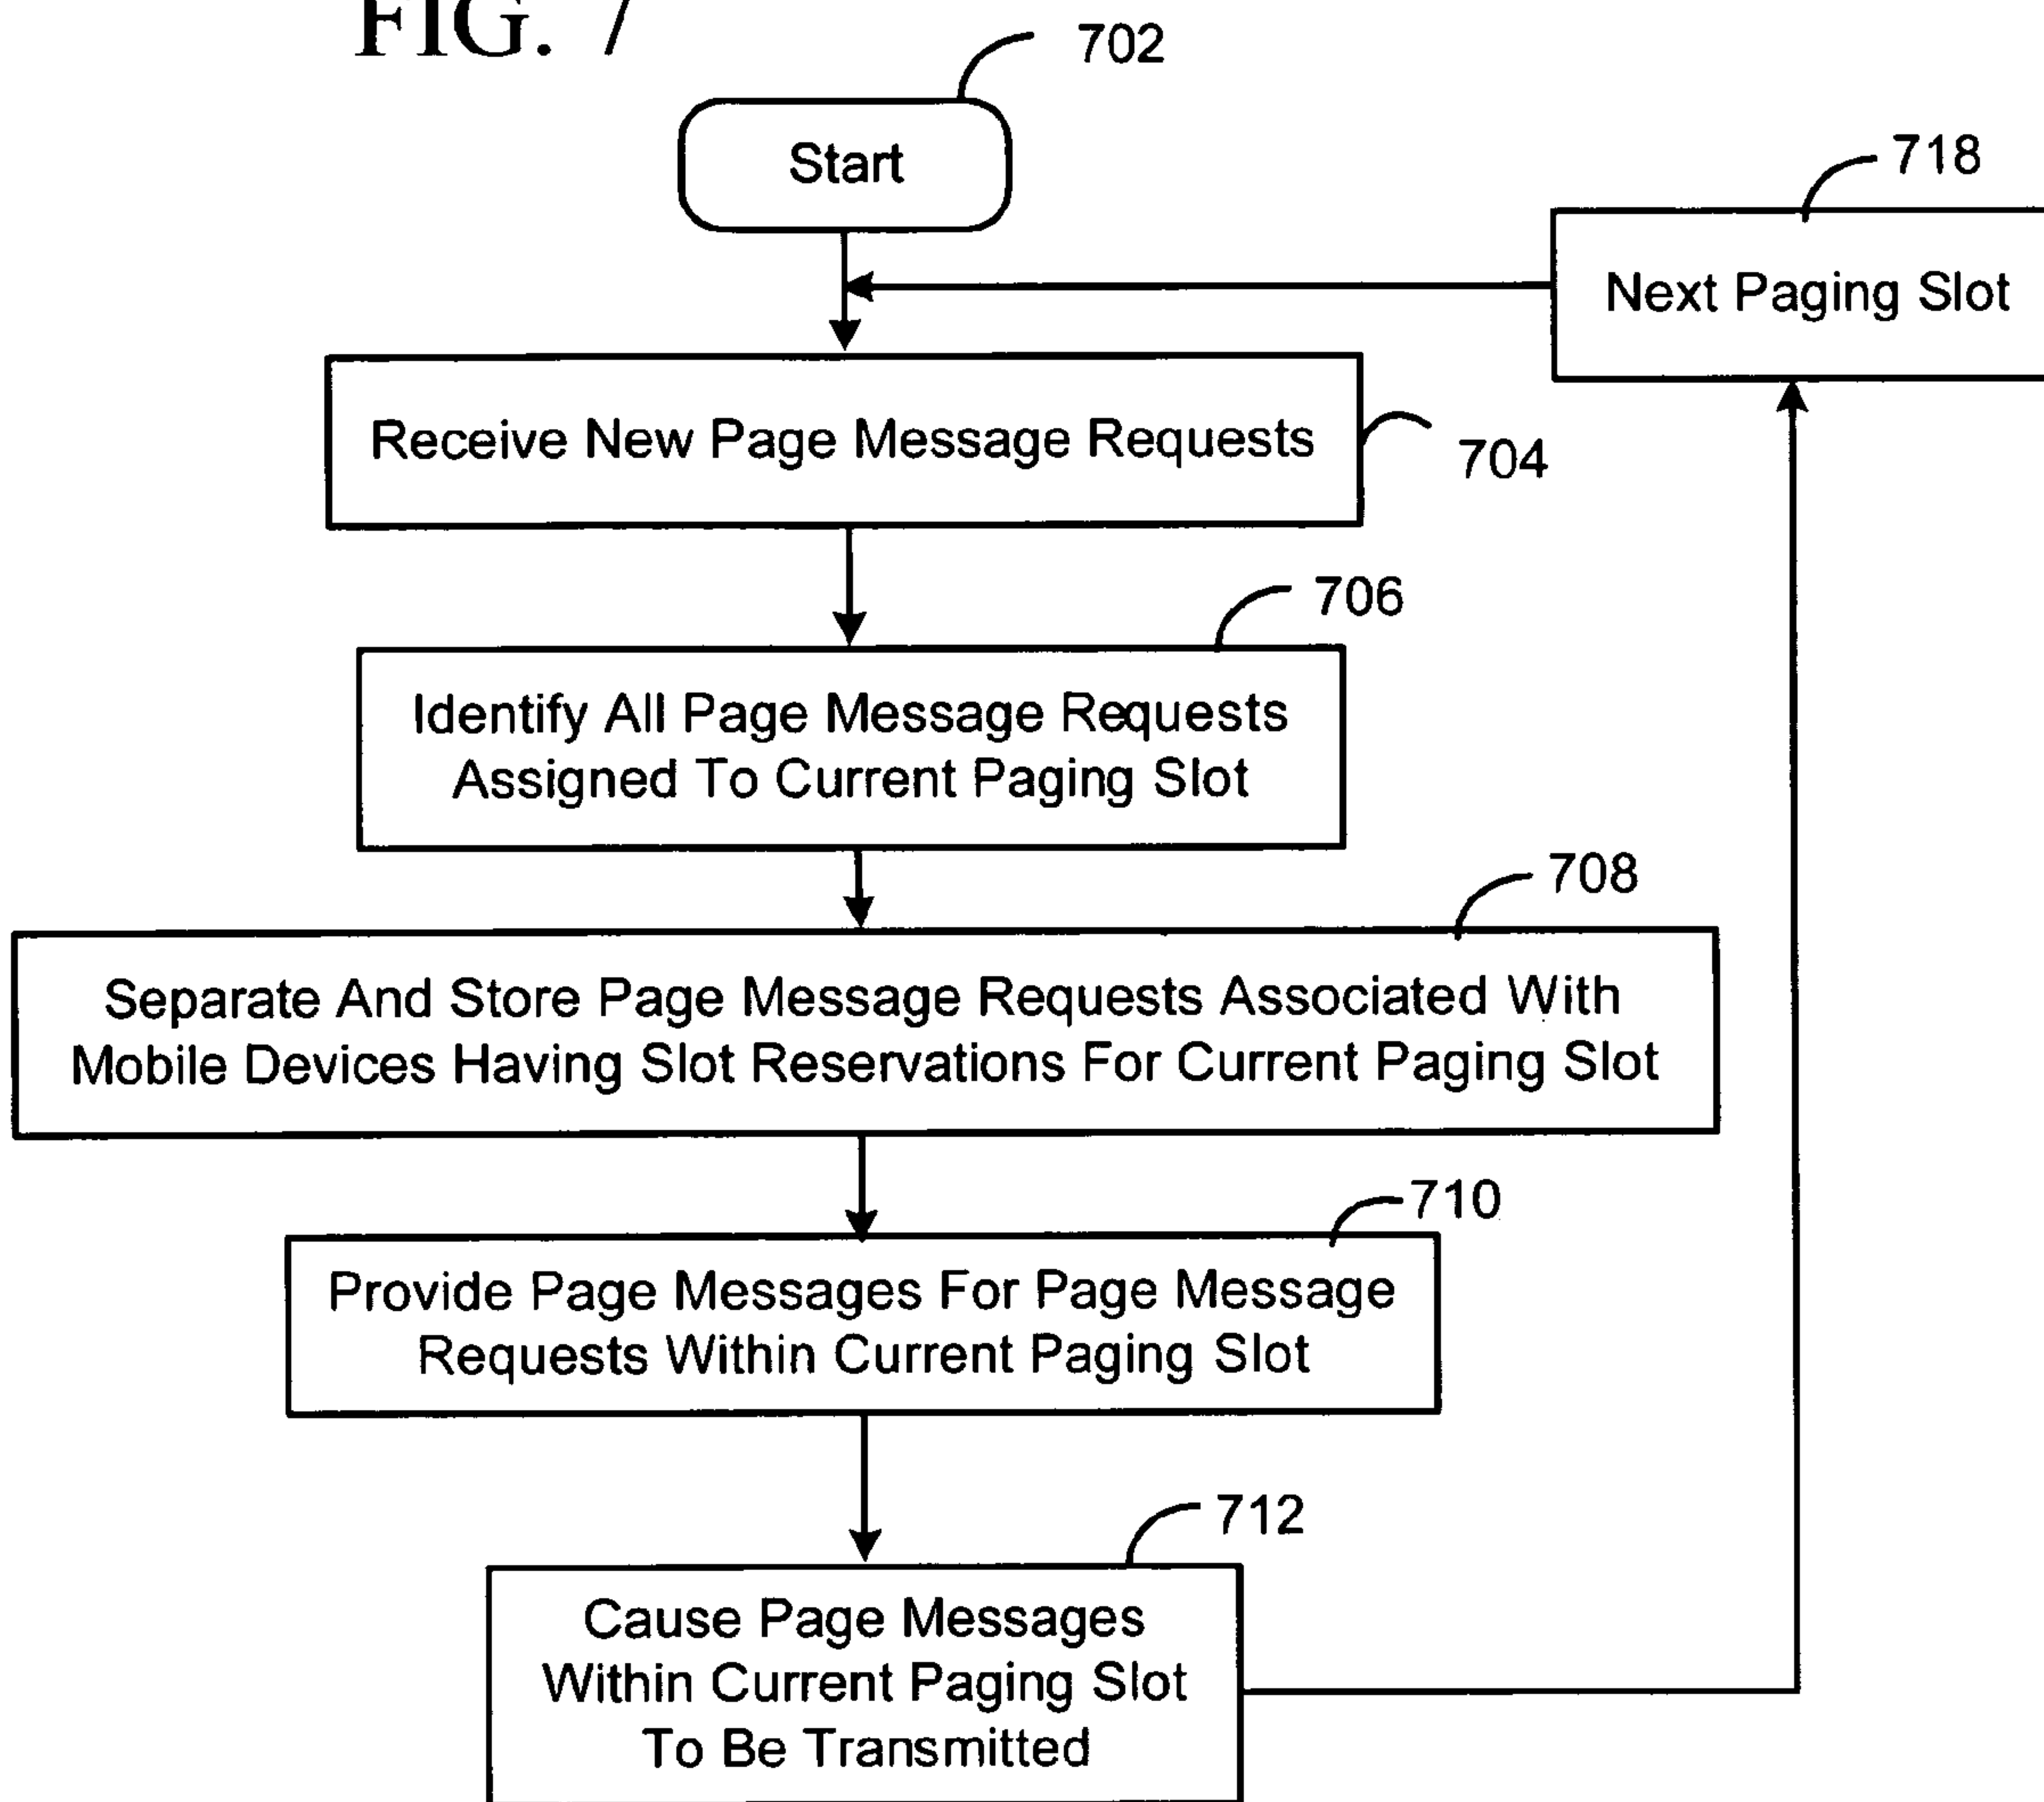 FIG. 7
702
Start
718
Next Paging Slot
Receive New Page Message Requests
704
706
Identify All Page Message Requests
Assigned To Current Paging Slot
708
Separate And Store Page Message Requests Associated With
Mobile Devices Having Slot Reservations For Current Paging Slot
710
Provide Page Messages For Page Message
Requests Within Current Paging Slot
712
Cause Page Messages
Within Current Paging Slot
To Be Transmitted